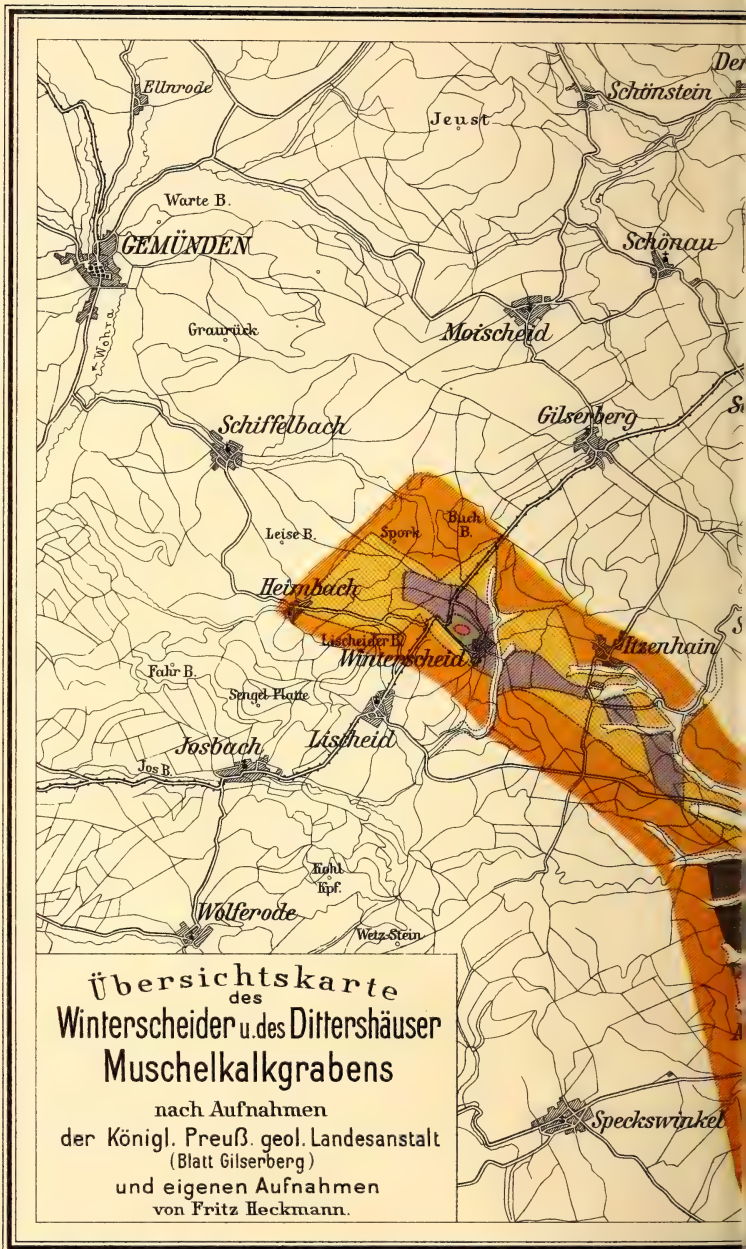 Ellnrode
Schönstein
Jeust
Warte B.
GEMÜNDEN
Schönau
Wohra
Graurück
Moischeid
Schiffelbach
Gilserberg
Leise B.
Spork
Buch
B.
Heimbach
Lischeider B.
Winterscheid
Itzenhain
Fahr B.
Sengel Platte
Lischeid
Josbach
Jos B.
Kohl
Kpf.
Wolferode
Wetz-Stein
Übersichtskarte
des
Winterscheider u. des Dittershäuser
Muschelkalkgrabens
nach Aufnahmen
der Königl. Preuß. geol. Landesanstalt
(Blatt Gilserberg)
und eigenen Aufnahmen
von Fritz Heckmann.
Speckswinkel